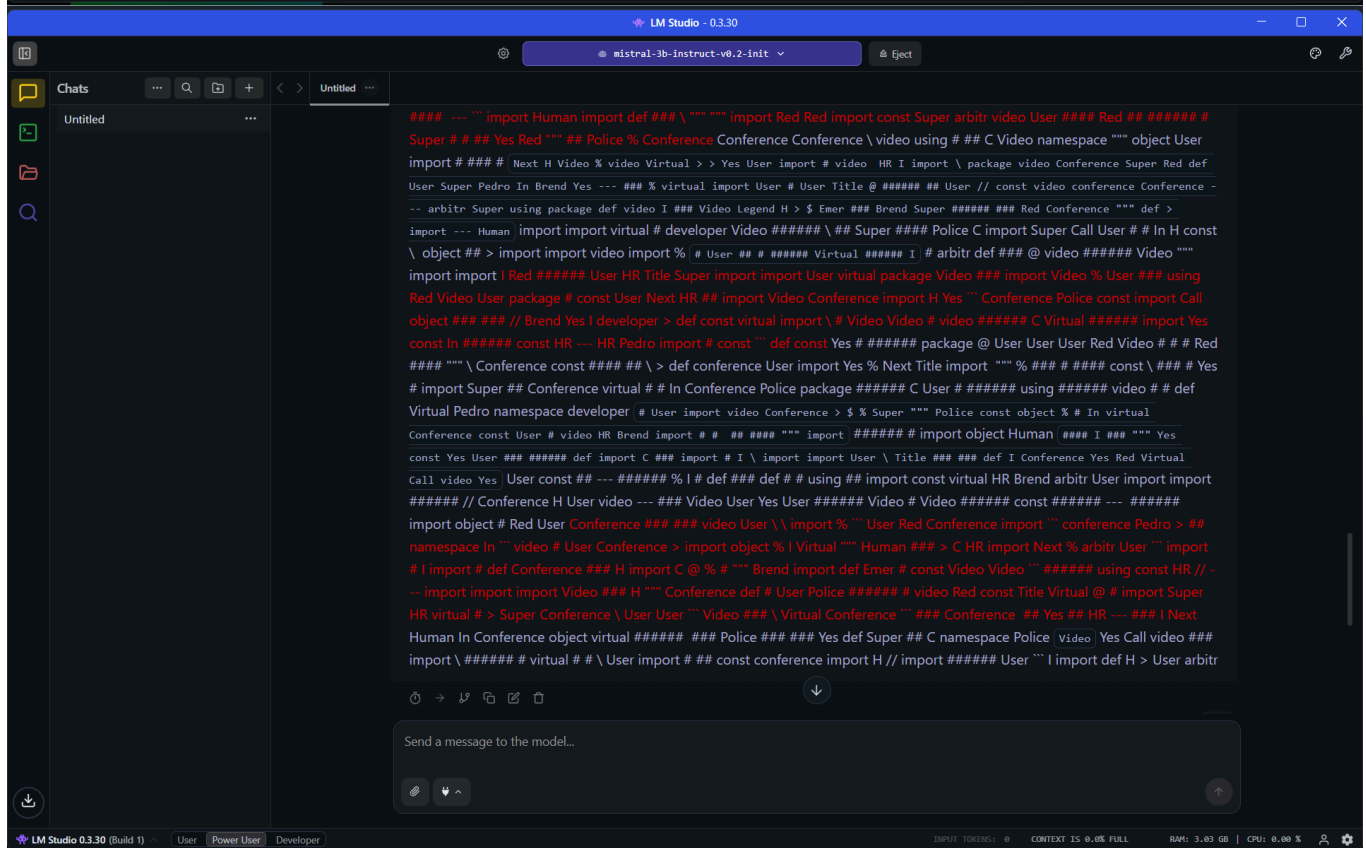 LM Studio - 0.3.30
mistral-3b-instruct-v0.2-init
Eject
Chats
Untitled
Untitled
#### --- ``` import Human import def ### \ """ """ import Red Red import const Super arbitr video User #### Red ## ###### #
Super # # ## Yes Red """ ## Police % Conference Conference Conference \ video using # ## C Video namespace """ object User
import # ### # Next H Video % video Virtual > > Yes User import # video HR I import \ package video Conference Super Red def
User Super Pedro In Brend Yes --- ### % virtual import User # User Title @ ###### ## User // const video conference Conference -
-- arbitr Super using package def video I ### Video Legend H > $ Emer ### Brend Super ###### ### Red Conference """ def >
import --- Human import import virtual # developer Video ###### \ ## Super #### Police C import Super Call User # # In H const
\ object ## > import import video import % # User ## # ###### Virtual ###### I # arbitr def ### @ video ###### Video """
import import I Red ###### User HR Title Super import import User virtual package Video ### import Video % User ### using
Red Video User package # const User Next HR ## import Video Conference import H Yes ``` Conference Police const import Call
object ### ### // Brend Yes I developer > def const virtual import \ # Video Video # video ###### C Virtual ###### import Yes
const In ###### const HR --- HR Pedro import # const ``` def const Yes # ###### package @ User User User Red Video # # # Red
#### """ \ Conference const #### ## \ > def conference User import Yes % Next Title import """ % ### # #### const \ ### # Yes
# import Super ## Conference virtual # # In Conference Police package ###### C User # ###### using ###### video # # def
Virtual Pedro namespace developer # User import video Conference > $ % Super """ Police const object % # In virtual
Conference const User # video HR Brend import # # ## #### """ import ###### # import object Human #### I ### """ Yes
const Yes User ### ###### def import C ### import # I \ import import User \ Title ### ### def I Conference Yes Red Virtual
Call video Yes User const ## --- ###### % I # def ### def # # using ## import const virtual HR Brend arbitr User import import
###### // Conference H User video --- ### Video User Yes User ###### Video # Video ###### const ###### --- ######
import object # Red User Conference ### ### video User \ \ import % ``` User Red Conference import ``` conference Pedro > ##
namespace In ``` video # User Conference > import object % I Virtual """ Human ### > C HR import Next % arbitr User ``` import
# I import # def Conference ### H import C @ % # """ Brend import def Emer # const Video Video ``` ###### using const HR // -
-- import import import Video ### H """ Conference def # User Police ###### # video Red const Title Virtual @ # import Super
HR virtual # > Super Conference \ User User ``` Video ### \ Virtual Conference ``` ### Conference ## Yes ## HR --- ### I Next
Human In Conference object virtual ###### ### Police ### ### Yes def Super ## C namespace Police Video Yes Call video ###
import \ ###### # virtual # # \ User import # ## const conference import H // import ###### User ``` I import def H > User arbitr
Send a message to the model...
LM Studio 0.3.30 (Build 1) User Power User Developer
INPUT TOKENS: 0 CONTEXT IS 0.0% FULL RAM: 3.03 GB | CPU: 0.00 %